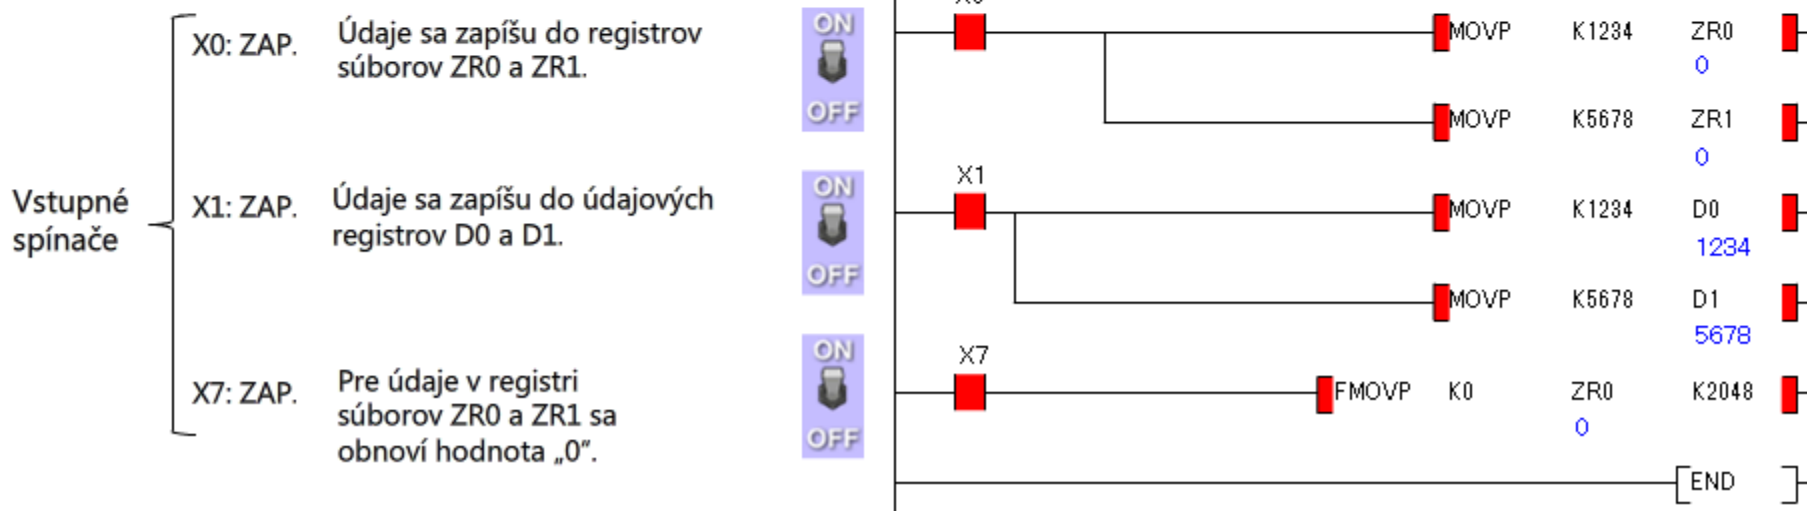 Vstupné
spínače
X0: ZAP.
Údaje sa zapíšu do registrov
súborov ZR0 a ZR1.
ON
OFF
X1: ZAP.
Údaje sa zapíšu do údajových
registrov D0 a D1.
ON
OFF
X7: ZAP.
Pre údaje v registri
súborov ZR0 a ZR1 sa
obnoví hodnota „0“.
ON
OFF
MOVP K1234 ZR0
0
MOVP K5678 ZR1
0
X1
MOVP K1234 D0
1234
MOVP K5678 D1
5678
X7
FMOVP K0 ZR0 K2048
0
END